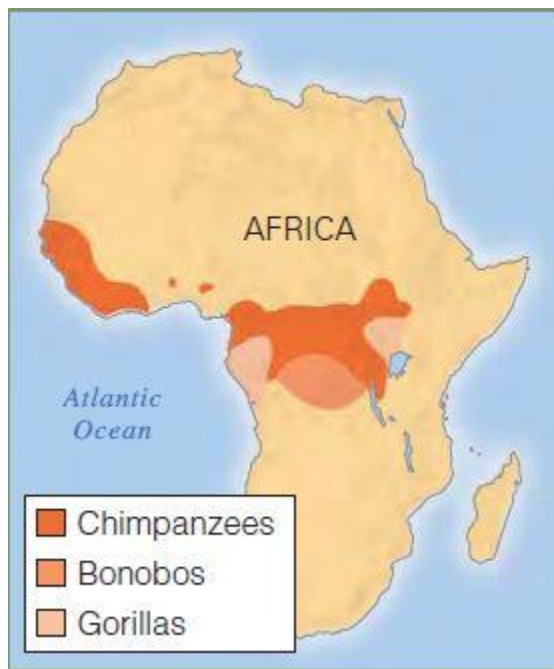 AFRICA
Atlantic
Ocean
Chimpanzees
Bonobos
Gorillas